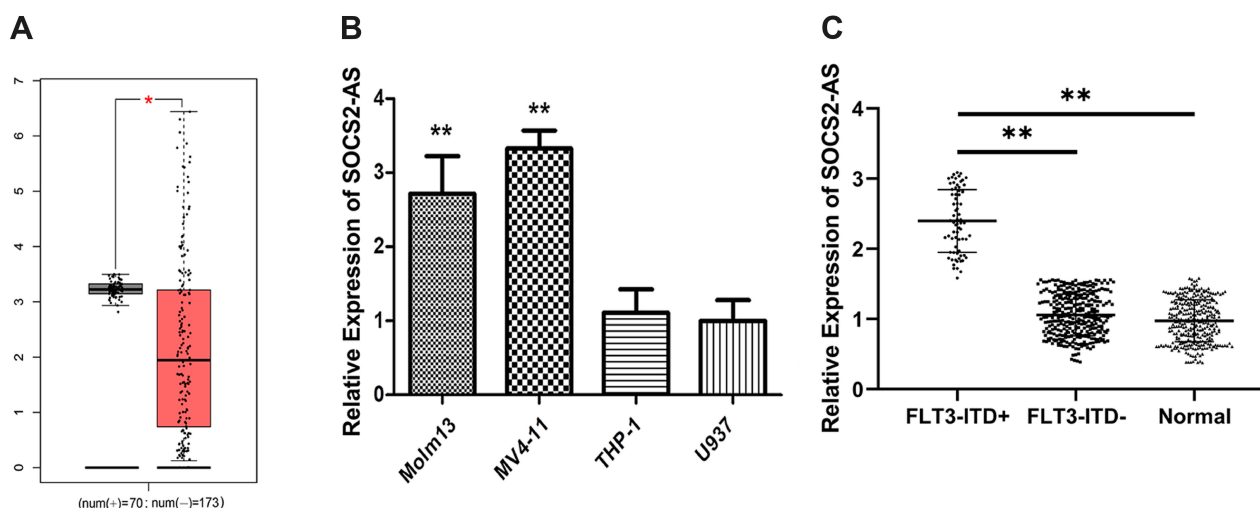 A
7
6
5
4
3
2
1
0
*
(num(+)=70; num(−)=173)
B
Relative Expression of SOCS2-AS
4
3
2
1
0
**
**
Molm13
MV4-11
THP-1
U937
C
Relative Expression of SOCS2-AS
4
3
2
1
0
**
**
FLT3-ITD+ FLT3-ITD- Normal